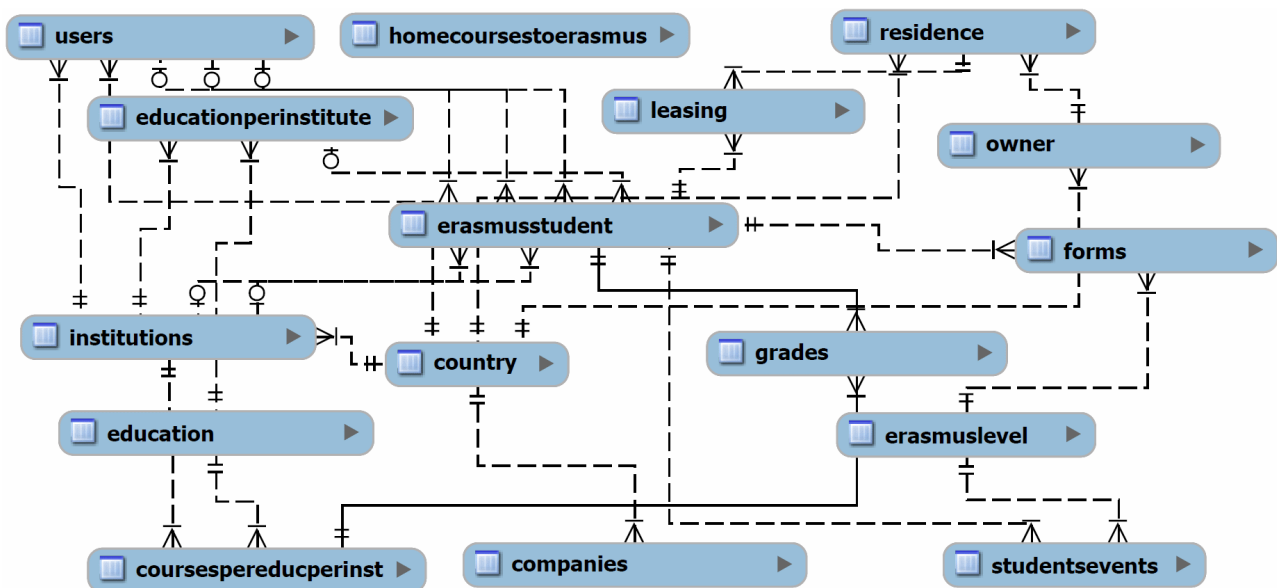 users
homecoursestoerasmus
residence
educationperinstitute
leasing
owner
erasmusstudent
forms
institutions
country
grades
education
erasmuslevel
coursespereducperinst
companies
studentsevents